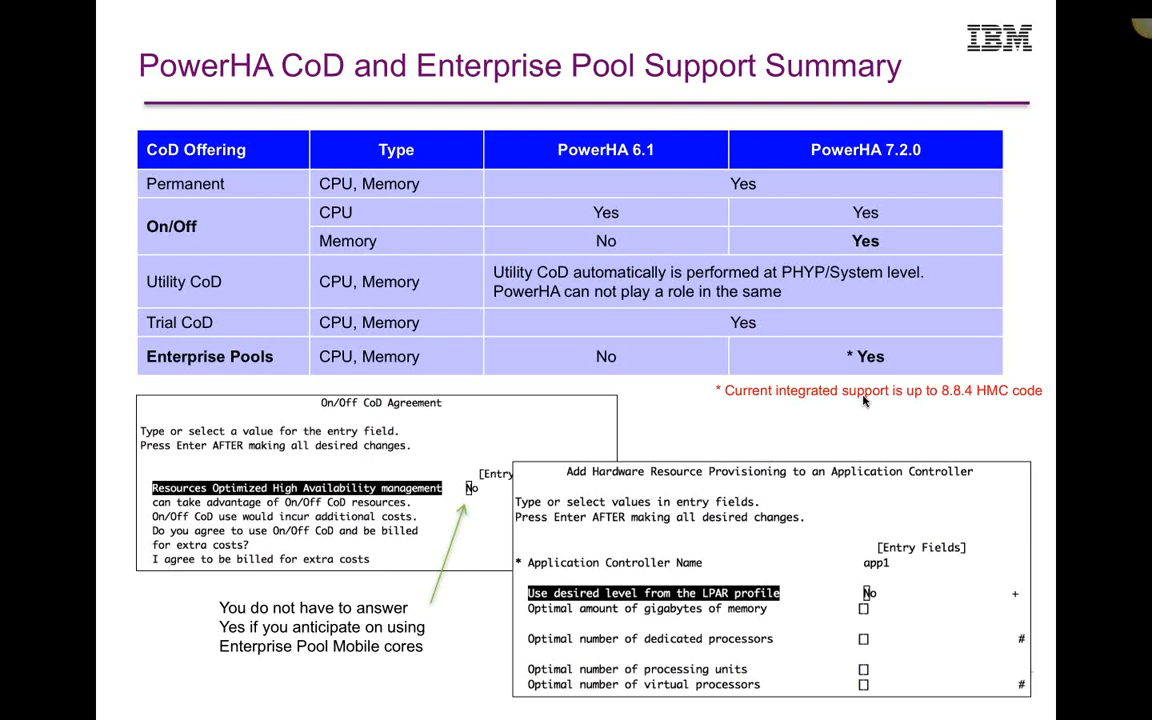 IBM
PowerHA CoD and Enterprise Pool Support Summary
CoD Offering Type PowerHA 6.1 PowerHA 7.2.0
Permanent CPU, Memory Yes
On/Off CPU Yes Yes
Memory No Yes
Utility CoD CPU, Memory Utility CoD automatically is performed at PHYP/System level.
PowerHA can not play a role in the same
Trial CoD CPU, Memory Yes
Enterprise Pools CPU, Memory No * Yes
* Current integrated support is up to 8.8.4 HMC code
On/Off CoD Agreement
Type or select a value for the entry field.
Press Enter AFTER making all desired changes.
[Entry
Resources Optimized High Availability management No
can take advantage of On/Off CoD resources.
On/Off CoD use would incur additional costs.
Do you agree to use On/Off CoD and be billed
for extra costs?
I agree to be billed for extra costs
You do not have to answer
Yes if you anticipate on using
Enterprise Pool Mobile cores
Add Hardware Resource Provisioning to an Application Controller
Type or select values in entry fields.
Press Enter AFTER making all desired changes.
[Entry Fields]
* Application Controller Name app1
Use desired level from the LPAR profile No +
Optimal amount of gigabytes of memory []
Optimal number of dedicated processors [] #
Optimal number of processing units []
Optimal number of virtual processors [] #